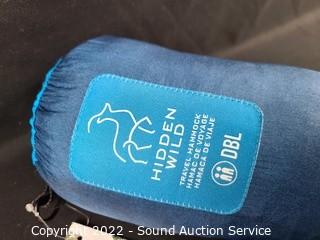 HIDDEN
WILD
TRAVEL HAMMOCK
HAMAC DE VOYAGE
HAMACA DE VIAJE
DBL
Copyright 2022 - Sound Auction Service